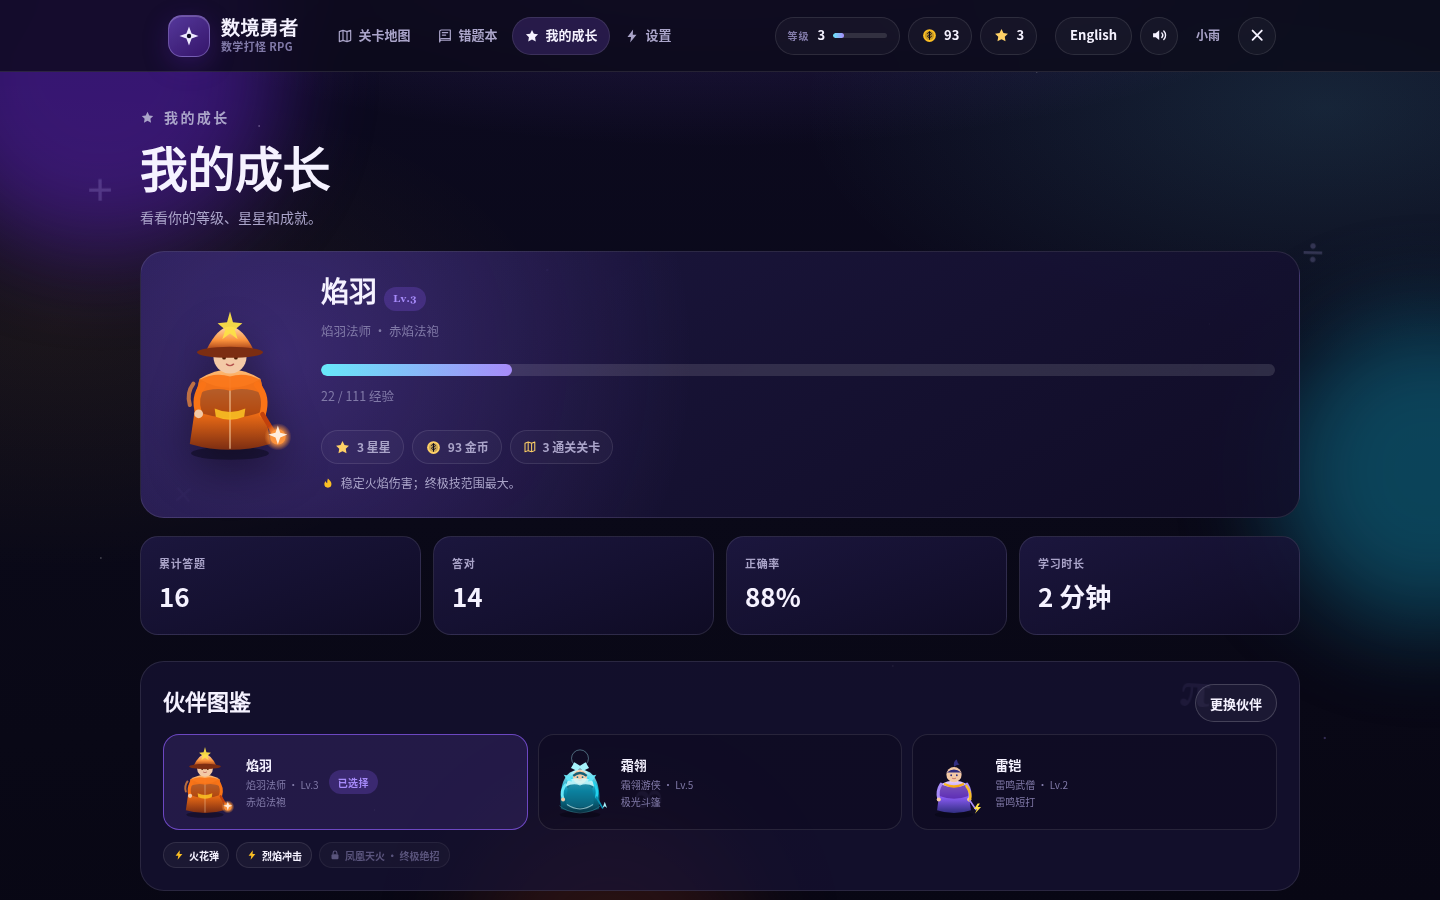 数境勇者
数学打怪 RPG
关卡地图
错题本
我的成长
设置
等级 3
93
3
English
小雨
我的成长
我的成长
看看你的等级、星星和成就。
焰羽 Lv.3
焰羽法师 • 赤焰法袍
22 / 111 经验
3 星星
93 金币
3 通关关卡
稳定火焰伤害；终极技范围最大。
累计答题
16
答对
14
正确率
88%
学习时长
2 分钟
伙伴图鉴
更换伙伴
焰羽
焰羽法师 • Lv.3
赤焰法袍
已选择
霜翎
霜翎游侠 • Lv.5
极光斗篷
雷铠
雷鸣武僧 • Lv.2
雷鸣短打
火花弹
烈焰冲击
凤凰天火 • 终极绝招